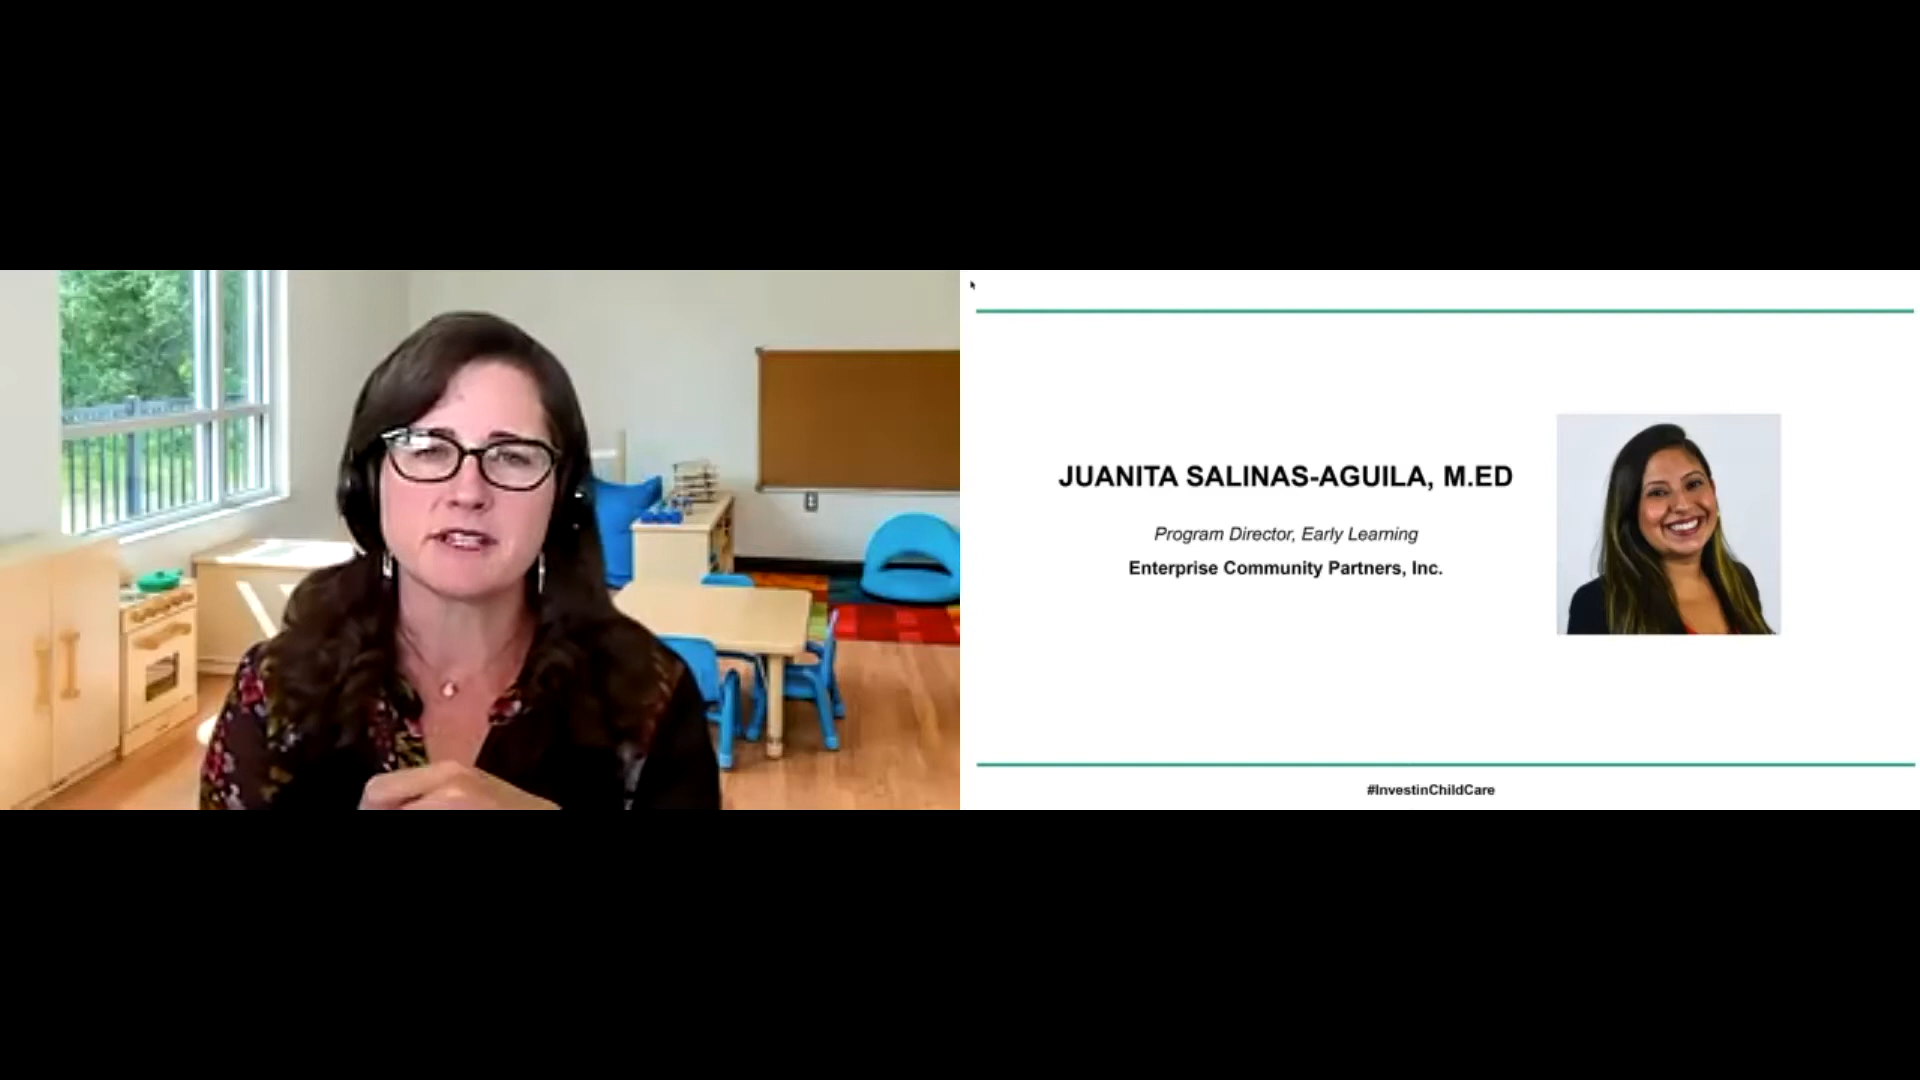 JUANITA SALINAS-AGUILA, M.ED
Program Director, Early Learning
Enterprise Community Partners, Inc.
#InvestinChildCare